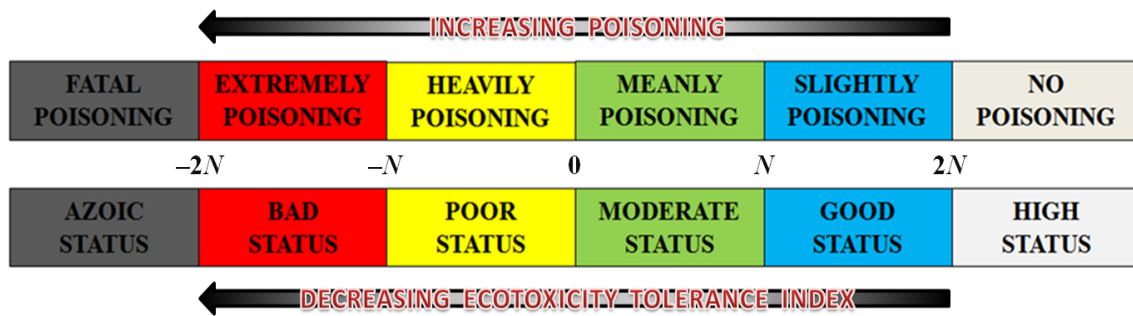 INCREASING POISONING
FATAL EXTREMELY HEAVILY MEANLY SLIGHTLY NO
POISONING POISONING POISONING POISONING POISONING POISONING
–2N –N 0 N 2N
AZOIC BAD POOR MODERATE GOOD HIGH
STATUS STATUS STATUS STATUS STATUS STATUS
DECREASING ECOTOXICITY TOLERANCE INDEX